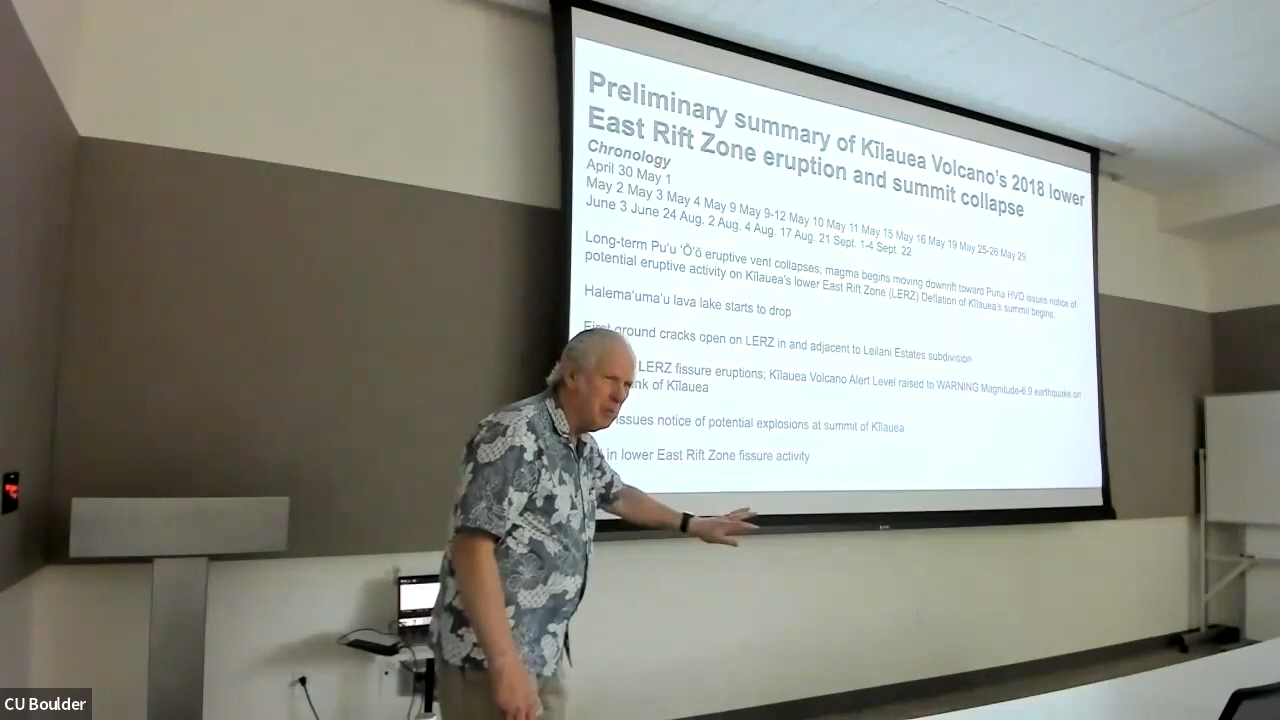 Preliminary summary of Kīlauea Volcano's 2018 lower
East Rift Zone eruption and summit collapse
Chronology
April 30 May 1
May 2 May 3 May 4 May 9 May 9-12 May 10 May 11 May 15 May 16 May 19 May 25-26 May 29
June 3 June 24 Aug. 2 Aug. 4 Aug. 17 Aug. 21 Sept. 1-4 Sept. 22
Long-term Pu'u 'Ō'ō eruptive vent collapses; magma begins moving downrift toward Puna HVO issues notice of
potential eruptive activity on Kīlauea's lower East Rift Zone (LERZ) Deflation of Kīlauea's summit begins;
Halema'uma'u lava lake starts to drop
First ground cracks open on LERZ in and adjacent to Leilani Estates subdivision
LERZ fissure eruptions; Kīlauea Volcano Alert Level raised to WARNING Magnitude-6.9 earthquake on
of Kīlauea
issues notice of potential explosions at summit of Kīlauea
in lower East Rift Zone fissure activity
CU Boulder